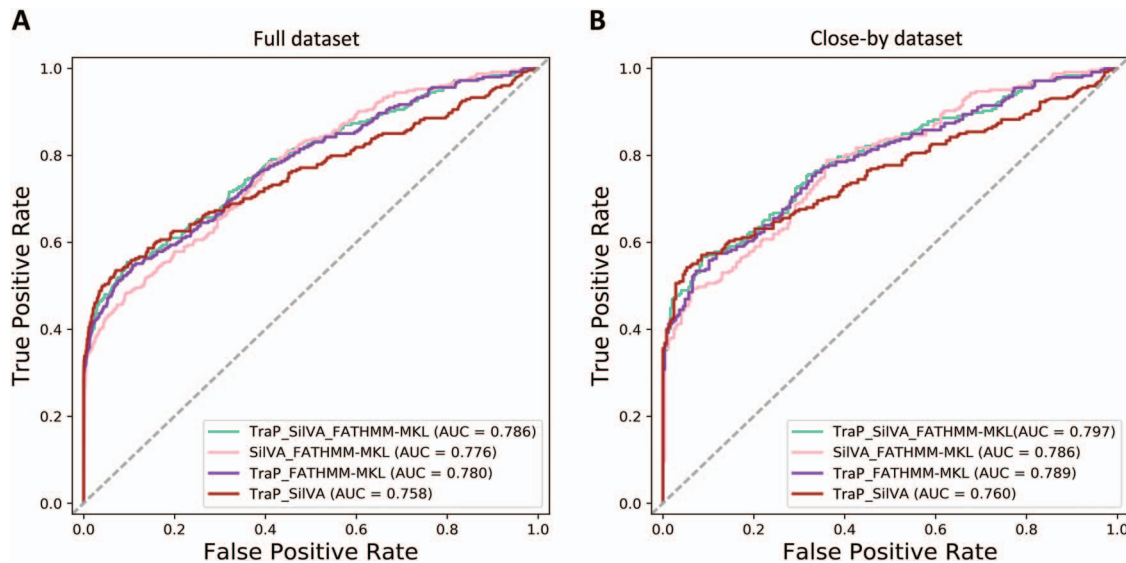 A
Full dataset
True Positive Rate
1.0
0.8
0.6
0.4
0.2
0.0
TraP_SilVA_FATHMM-MKL (AUC = 0.786)
SilVA_FATHMM-MKL (AUC = 0.776)
TraP_FATHMM-MKL (AUC = 0.780)
TraP_SilVA (AUC = 0.758)
0.0 0.2 0.4 0.6 0.8 1.0
False Positive Rate
B
Close-by dataset
True Positive Rate
1.0
0.8
0.6
0.4
0.2
0.0
TraP_SilVA_FATHMM-MKL(AUC = 0.797)
SilVA_FATHMM-MKL (AUC = 0.786)
TraP_FATHMM-MKL (AUC = 0.789)
TraP_SilVA (AUC = 0.760)
0.0 0.2 0.4 0.6 0.8 1.0
False Positive Rate